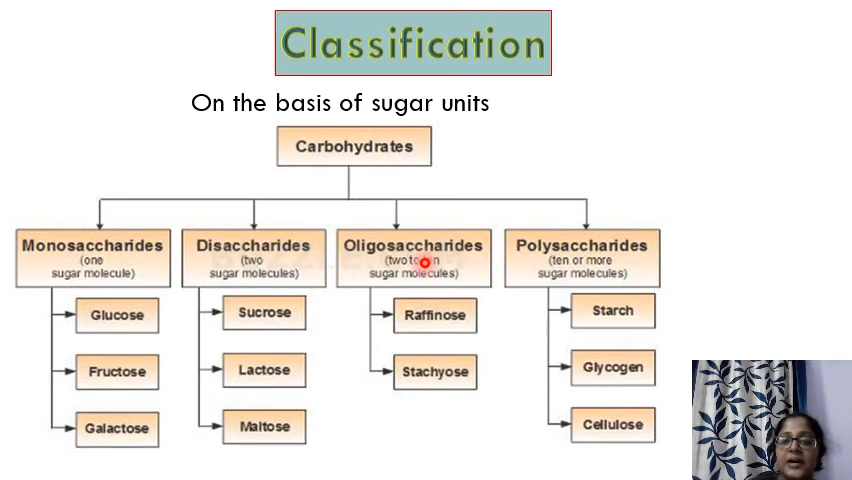 Classification
On the basis of sugar units
Carbohydrates
Monosaccharides
(one
sugar molecule)
Glucose
Fructose
Galactose
Disaccharides
(two
sugar molecules)
Sucrose
Lactose
Maltose
Oligosaccharides
(two to
sugar molecules)
Raffinose
Stachyose
Polysaccharides
(ten or more
sugar molecules)
Starch
Glycogen
Cellulose